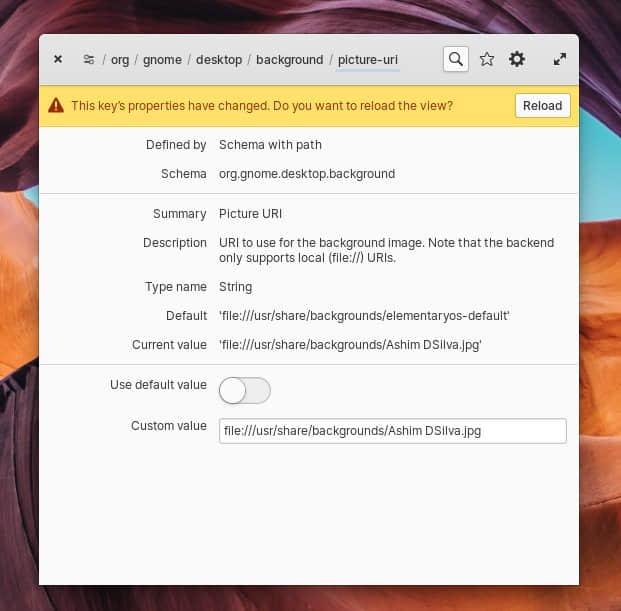 / org / gnome / desktop / background / picture-uri
This key's properties have changed. Do you want to reload the view? Reload
Defined by Schema with path
Schema org.gnome.desktop.background
Summary Picture URI
Description URI to use for the background image. Note that the backend
only supports local (file://) URIs.
Type name String
Default 'file:///usr/share/backgrounds/elementaryos-default'
Current value 'file:///usr/share/backgrounds/Ashim DSilva.jpg'
Use default value
Custom value file:///usr/share/backgrounds/Ashim DSilva.jpg